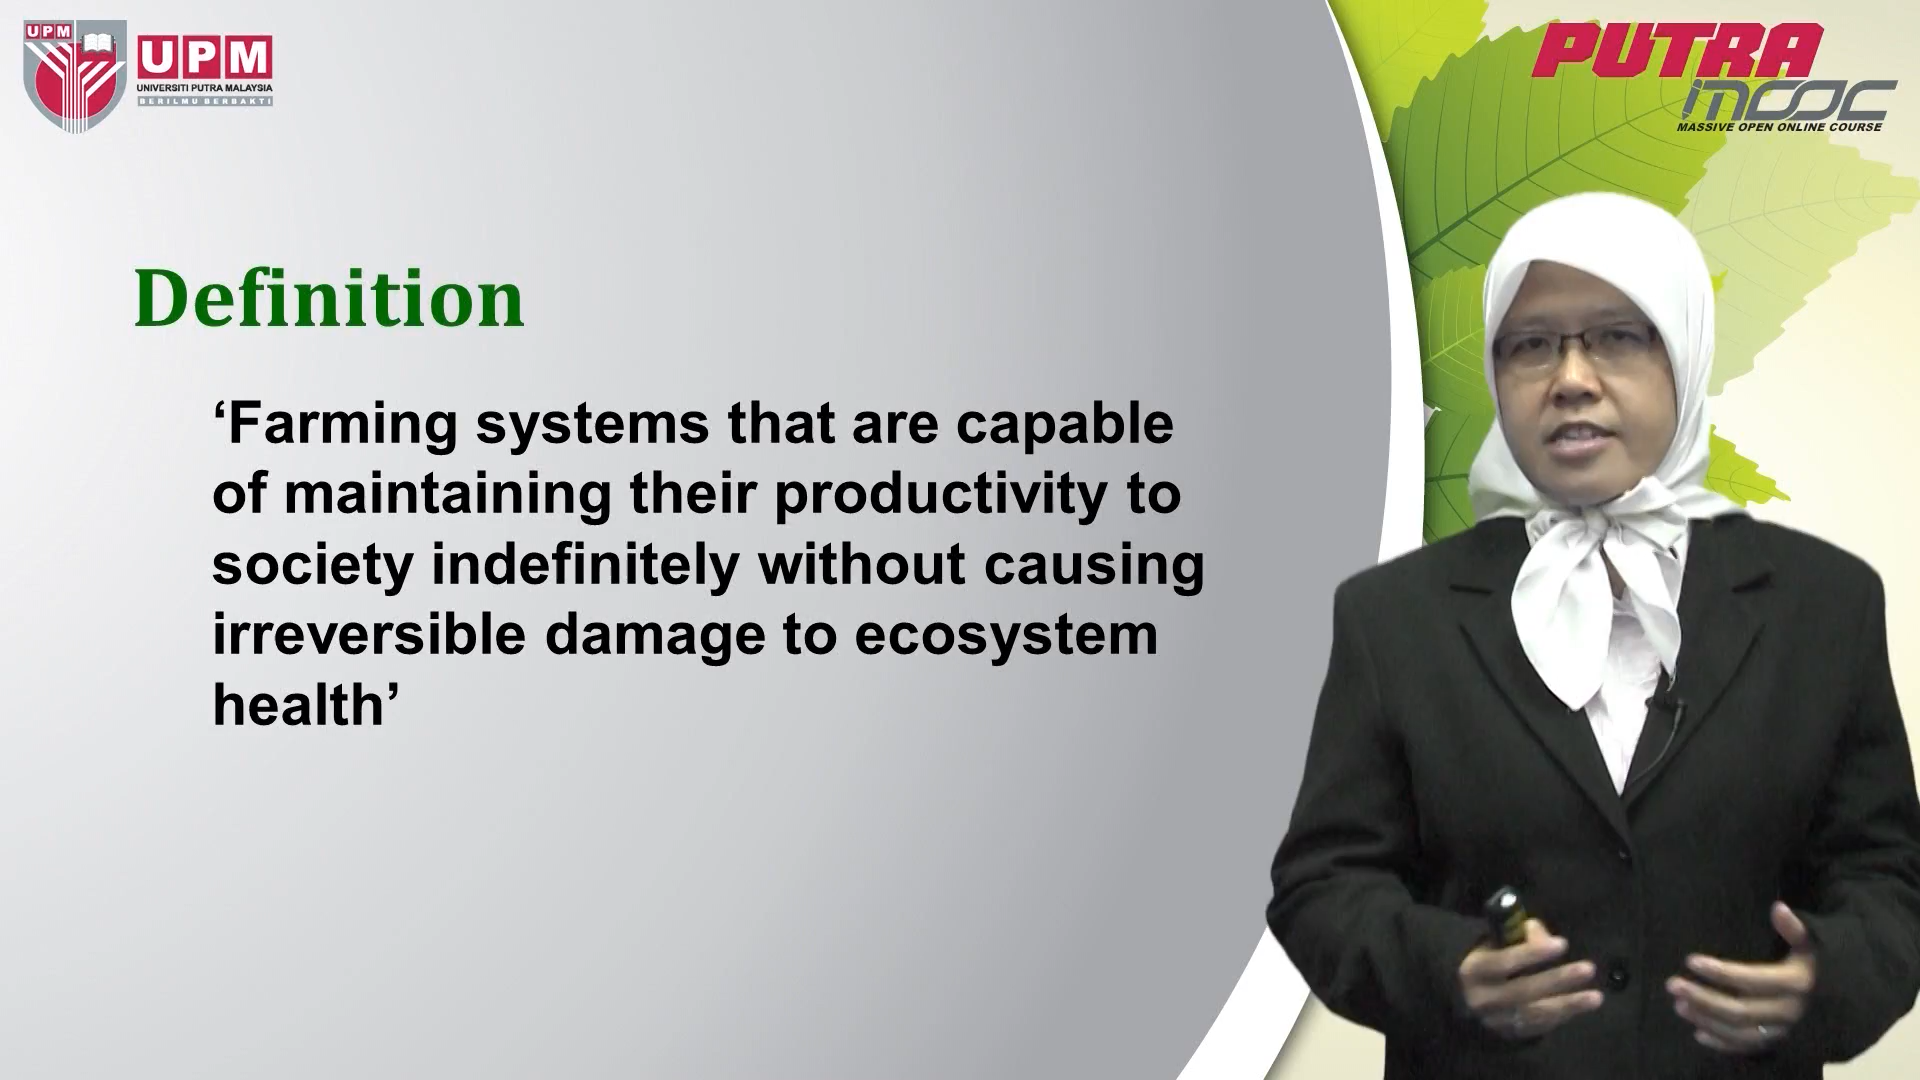 UPM
UPM
UNIVERSITI PUTRA MALAYSIA
BERILMU BERBAKTI
PUTRA
mooc
MASSIVE OPEN ONLINE COURSE
Definition
‘Farming systems that are capable
of maintaining their productivity to
society indefinitely without causing
irreversible damage to ecosystem
health’